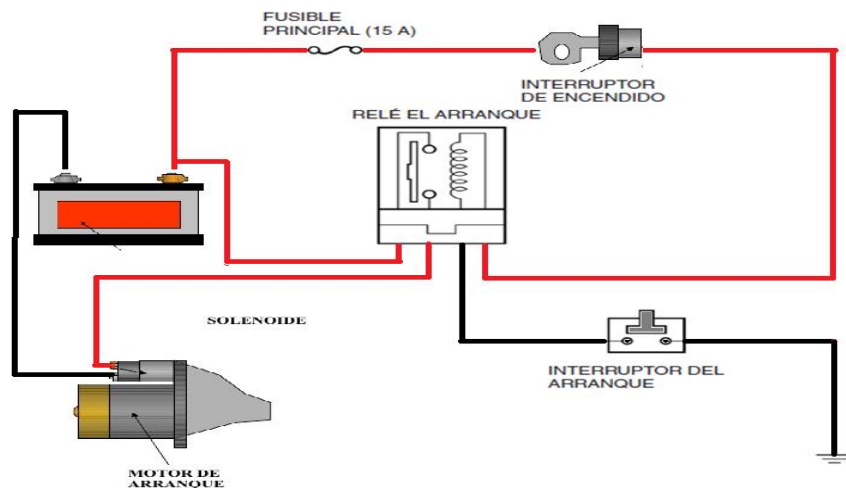 FUSIBLE
PRINCIPAL (15 A)
INTERRUPTOR
DE ENCENDIDO
RELÉ EL ARRANQUE
SOLENOIDE
INTERRUPTOR DEL
ARRANQUE
MOTOR DE
ARRANQUE